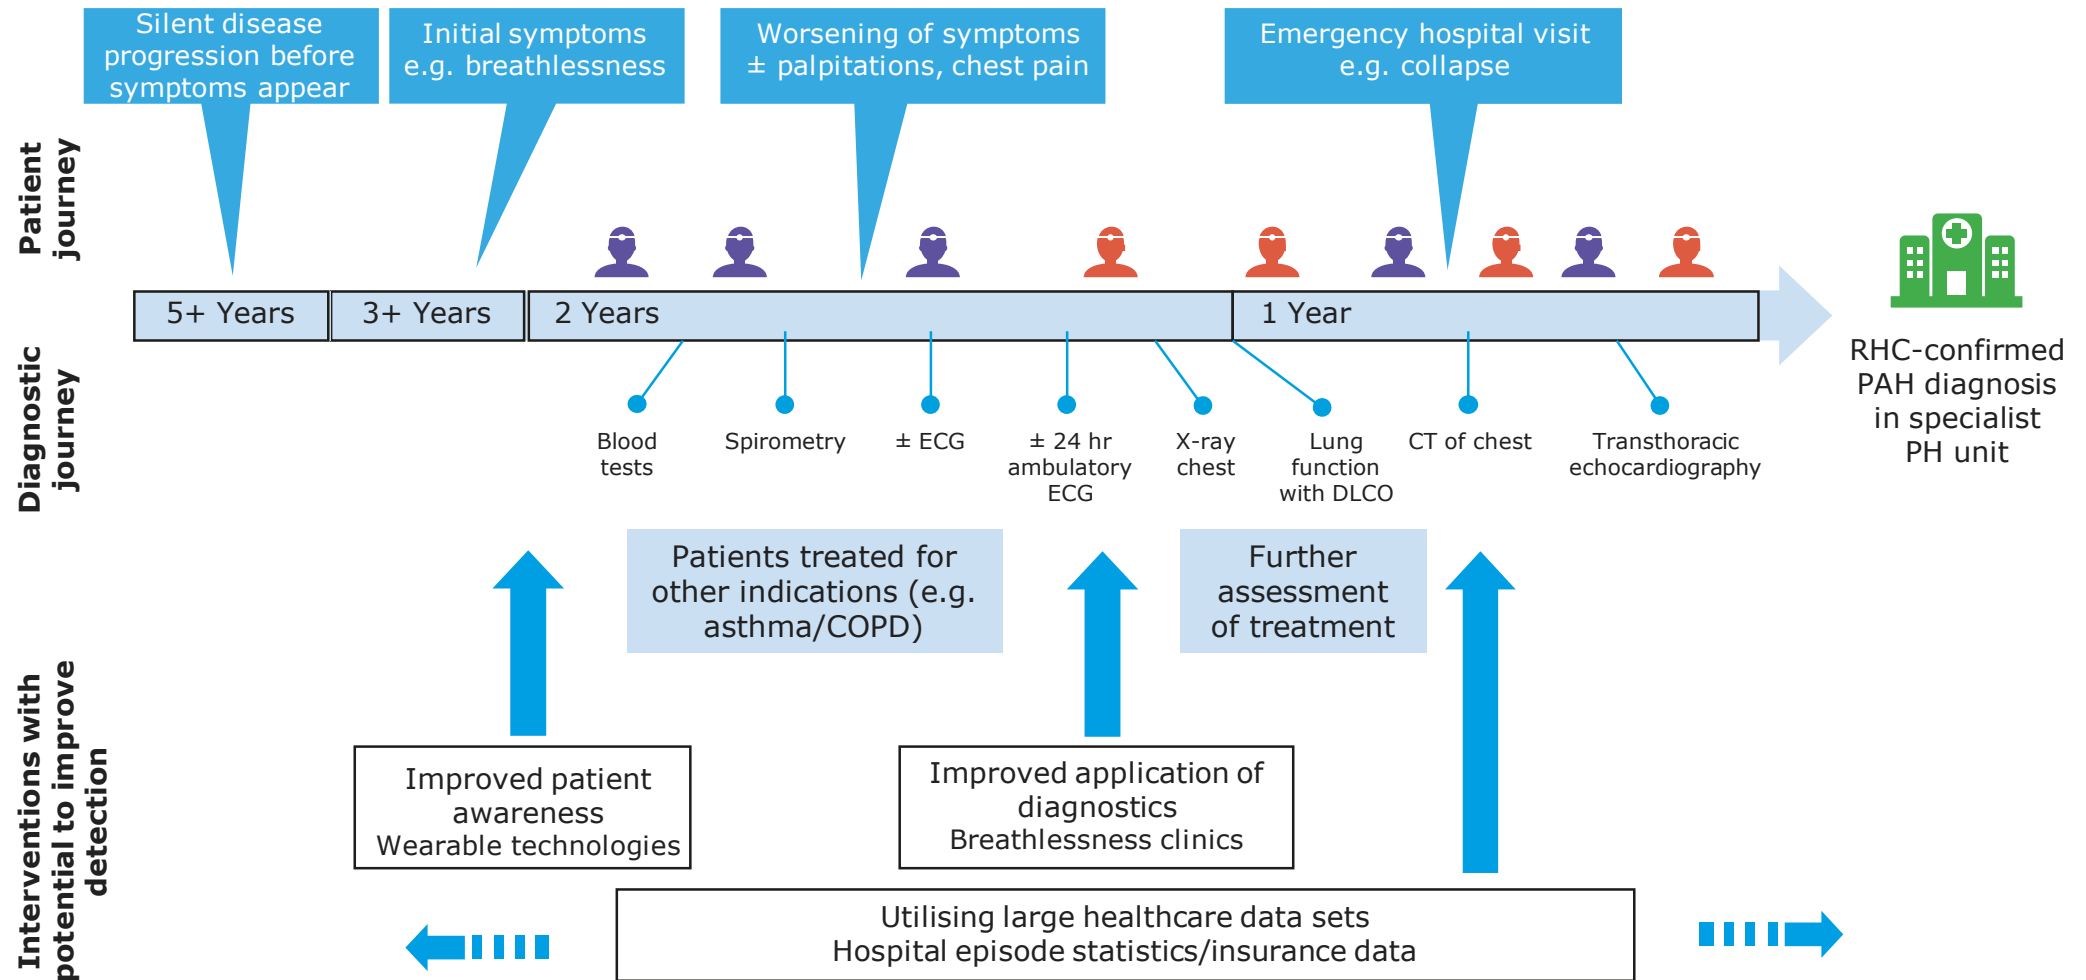 Silent disease
progression before
symptoms appear
Initial symptoms
e.g. breathlessness
Worsening of symptoms
± palpitations, chest pain
Emergency hospital visit
e.g. collapse
Patient
journey
5+ Years
3+ Years
2 Years
1 Year
RHC-confirmed
PAH diagnosis
in specialist
PH unit
Diagnostic
journey
Blood
tests
Spirometry
± ECG
± 24 hr
ambulatory
ECG
X-ray
chest
Lung
function
with DLCO
CT of chest
Transthoracic
echocardiography
Patients treated for
other indications (e.g.
asthma/COPD)
Further
assessment
of treatment
Interventions with
potential to improve
detection
Improved patient
awareness
Wearable technologies
Improved application of
diagnostics
Breathlessness clinics
Utilising large healthcare data sets
Hospital episode statistics/insurance data